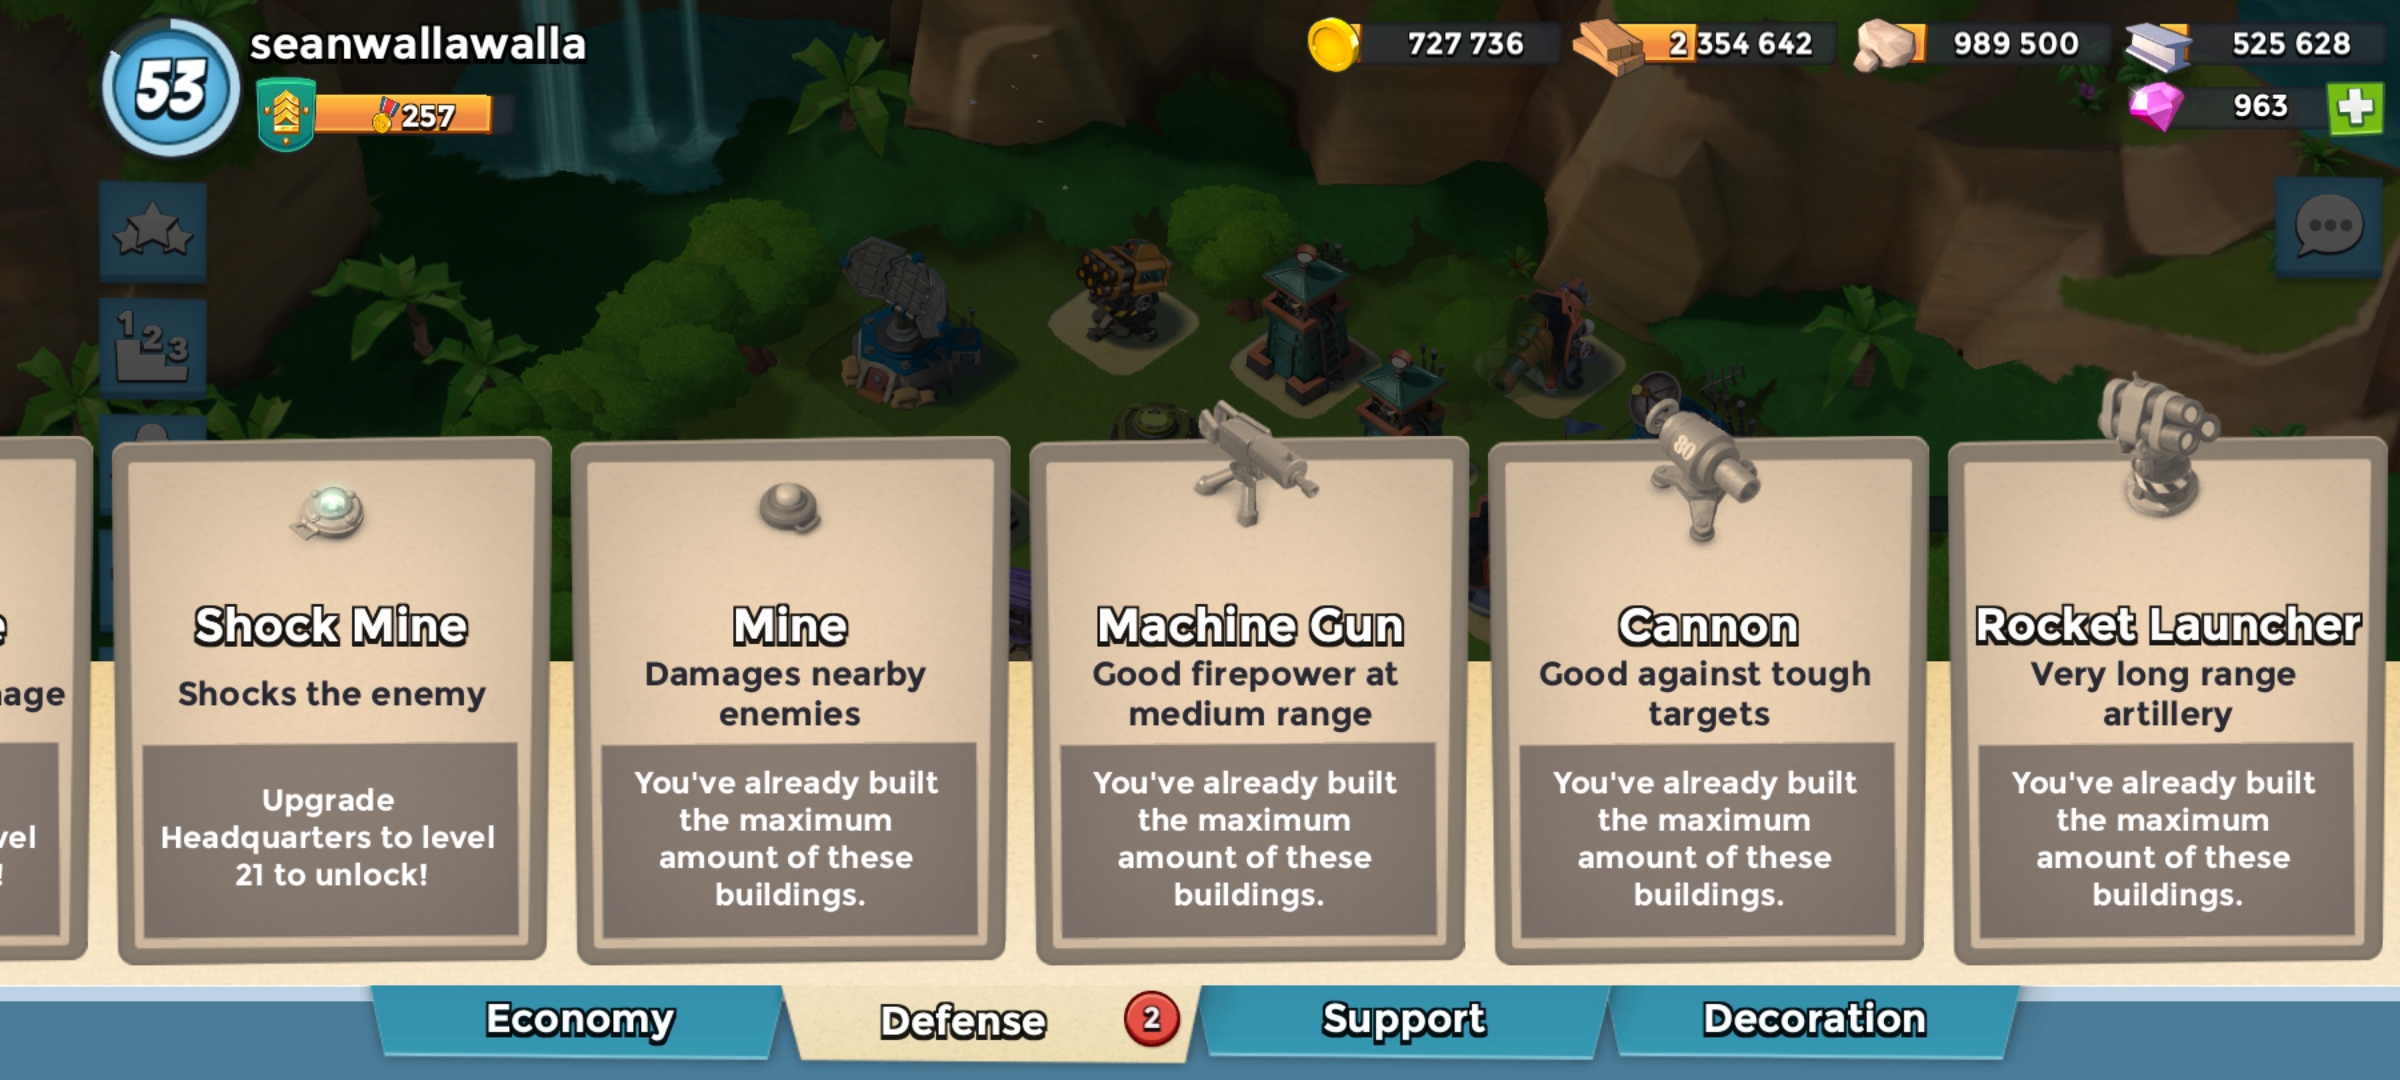 53
seanwallawalla
257
727 736
2 354 642
989 500
525 628
963
1 2 3
80
e
Shock Mine
Mine
Machine Gun
Cannon
Rocket Launcher
Shocks the enemy
Damages nearby
enemies
Good firepower at
medium range
Good against tough
targets
Very long range
artillery
Upgrade
Headquarters to level
21 to unlock!
You've already built
the maximum
amount of these
buildings.
You've already built
the maximum
amount of these
buildings.
You've already built
the maximum
amount of these
buildings.
You've already built
the maximum
amount of these
buildings.
Economy
Defense
2
Support
Decoration